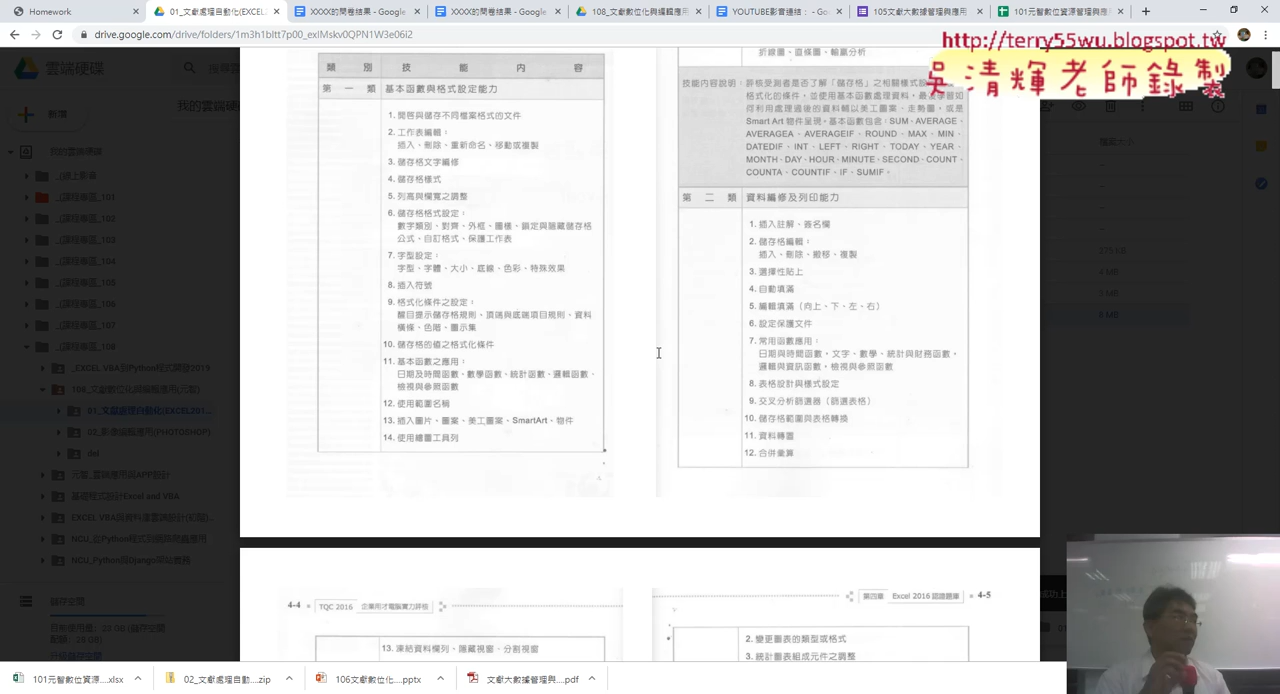 Homework
01_文獻處理自動化(EXCEL
XXXX的問卷結果 - Google
XXXX的問卷結果 - Google
108_文獻數位化與編輯應用
YOUTUBE影音連結： - Go
105文獻大數據管理與應用
101元智數位資源管理與應
drive.google.com/drive/folders/1m3h1bItt7p00_exIMskv0QPN1W3e06i2
http://terry55wu.blogspot.tw
吳清輝老師錄製
雲端硬碟
類 別 技 能 內 容
第 一 類 基本函數與格式設定能力
1. 開啟與儲存不同檔案格式的文件
2. 工作表編輯：
插入、刪除、重新命名、移動或複製
3. 儲存格文字編修
4. 儲存格樣式
5. 列高與欄寬之調整
6. 儲存格格式設定：
數字類別、對齊、外框、圖樣、鎖定與隱藏儲存格
公式、自訂格式、保護工作表
7. 字型設定：
字型、字體、大小、底線、色彩、特殊效果
8. 插入符號
9. 格式化條件之設定：
醒目提示儲存格規則、頂端與底端項目規則、資料
橫條、色階、圖示集
10. 儲存格的值之格式化條件
11. 基本函數之應用：
日期及時間函數、數學函數、統計函數、邏輯函數、
檢視與參照函數
12. 使用範圍名稱
13. 插入圖片、圖案、美工圖案、SmartArt、物件
14. 使用繪圖工具列
折線圖、直條圖、輸贏分析
技能內容說明：評核受測者是否了解「儲存格」之相關樣式設
格式化的條件，並使用基本函數處理資料，最後學習如
何利用處理過後的資料輔以美工圖案、走勢圖，或是
Smart Art 物件呈現。基本函數包含：SUM、AVERAGE、
AVERAGEA、AVERAGEIF、ROUND、MAX、MIN、
DATEDIF、INT、LEFT、RIGHT、TODAY、YEAR、
MONTH、DAY、HOUR、MINUTE、SECOND、COUNT、
COUNTA、COUNTIF、IF、SUMIF。
第 二 類 資料編修及列印能力
1. 插入註解、簽名欄
2. 儲存格編輯：
插入、刪除、搬移、複製
3. 選擇性貼上
4. 自動填滿
5. 編輯填滿（向上、下、左、右）
6. 設定保護文件
7. 常用函數應用：
日期與時間函數、文字、數學、統計與財務函數，
邏輯與資訊函數，檢視與參照函數
8. 表格設計與樣式設定
9. 交叉分析篩選器（篩選表格）
10. 儲存格範圍與表格轉換
11. 資料轉置
12. 合併彙算
4-4 TQC 2016 企業用才電腦實力評核
第四章 Excel 2016 認證題庫 4-5
13. 凍結資料欄列、隱藏視窗、分割視窗
2. 變更圖表的類型或格式
3. 統計圖表組成元件之調整
101元智數位資源管....xlsx
02_文獻處理自動....zip
106文獻數位化....pptx
文獻大數據管理與....pdf